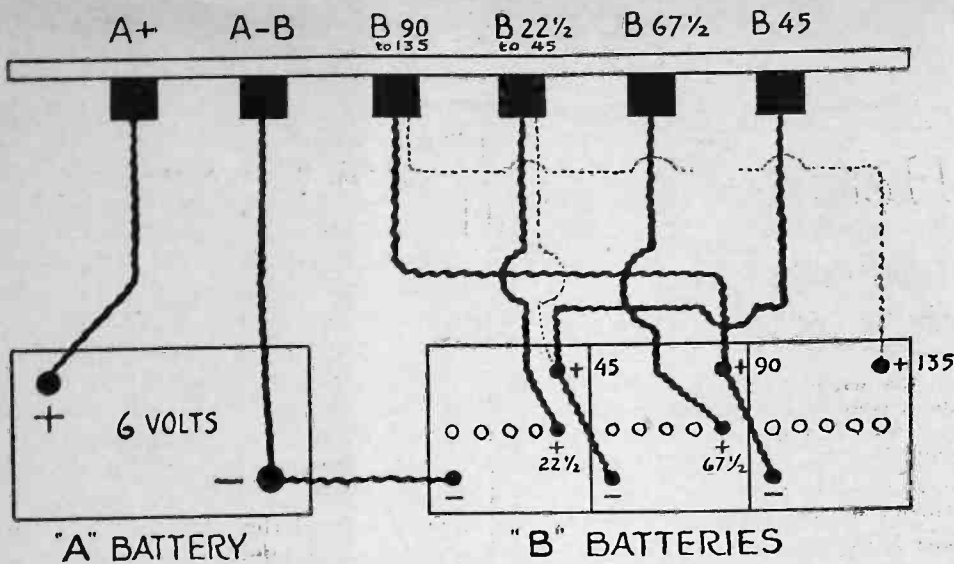 A+ A-B B 90 B 22½ B 67½ B 45
to 135 to 45
+ 45 + 90 + 135
+ 6 VOLTS
+ +
22½ 67½
- - - -
"A" BATTERY "B" BATTERIES